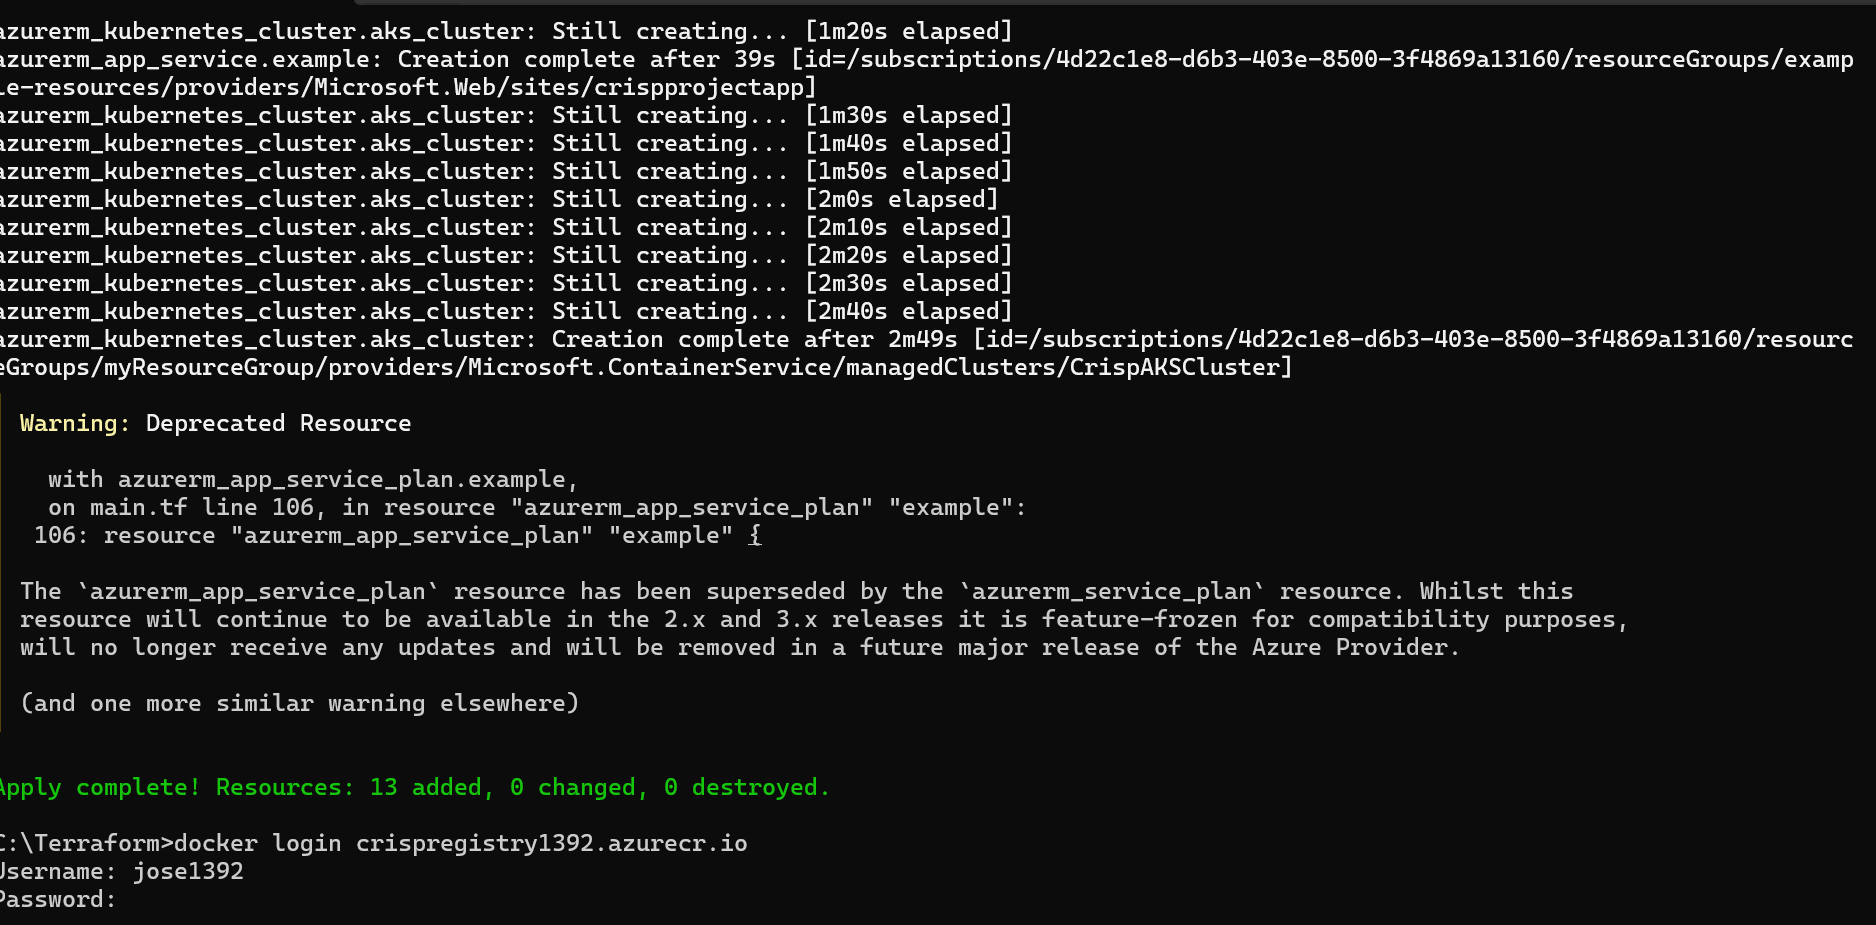 azurerm_kubernetes_cluster.aks_cluster: Still creating... [1m20s elapsed]
azurerm_app_service.example: Creation complete after 39s [id=/subscriptions/4d22c1e8-d6b3-403e-8500-3f4869a13160/resourceGroups/examp
le-resources/providers/Microsoft.Web/sites/crispprojectapp]
azurerm_kubernetes_cluster.aks_cluster: Still creating... [1m30s elapsed]
azurerm_kubernetes_cluster.aks_cluster: Still creating... [1m40s elapsed]
azurerm_kubernetes_cluster.aks_cluster: Still creating... [1m50s elapsed]
azurerm_kubernetes_cluster.aks_cluster: Still creating... [2m0s elapsed]
azurerm_kubernetes_cluster.aks_cluster: Still creating... [2m10s elapsed]
azurerm_kubernetes_cluster.aks_cluster: Still creating... [2m20s elapsed]
azurerm_kubernetes_cluster.aks_cluster: Still creating... [2m30s elapsed]
azurerm_kubernetes_cluster.aks_cluster: Still creating... [2m40s elapsed]
azurerm_kubernetes_cluster.aks_cluster: Creation complete after 2m49s [id=/subscriptions/4d22c1e8-d6b3-403e-8500-3f4869a13160/resourc
eGroups/myResourceGroup/providers/Microsoft.ContainerService/managedClusters/CrispAKSCluster]
Warning: Deprecated Resource
with azurerm_app_service_plan.example,
on main.tf line 106, in resource "azurerm_app_service_plan" "example":
106: resource "azurerm_app_service_plan" "example" {
The `azurerm_app_service_plan` resource has been superseded by the `azurerm_service_plan` resource. Whilst this
resource will continue to be available in the 2.x and 3.x releases it is feature-frozen for compatibility purposes,
will no longer receive any updates and will be removed in a future major release of the Azure Provider.
(and one more similar warning elsewhere)
Apply complete! Resources: 13 added, 0 changed, 0 destroyed.
C:\Terraform>docker login crispregistry1392.azurecr.io
Username: jose1392
Password: